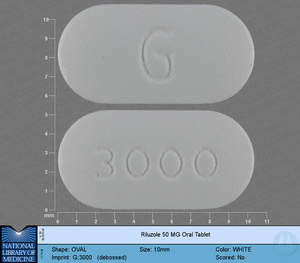 10
9
8
7
6
5
4
3
2
1
0
mm
G
3000
0 1 2 3 4 5 6 7 8 9 10 11
Riluzole 50 MG Oral Tablet
NATIONAL
LIBRARY OF
MEDICINE
Shape: OVAL Size: 10mm Color: WHITE
Imprint: G;3000 (debossed) Scored: No